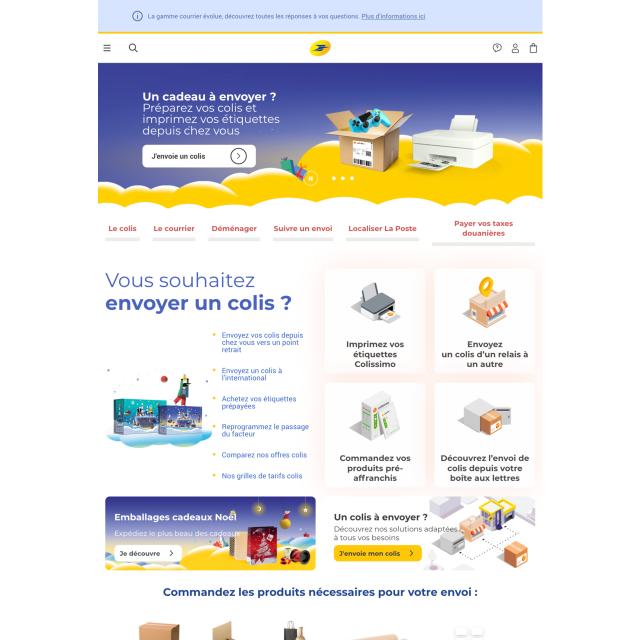 La gamme courrier évolue, découvrez toutes les réponses à vos questions. Plus d'informations ici
Un cadeau à envoyer ?
Préparez vos colis et
imprimez vos étiquettes
depuis chez vous
J'envoie un colis
Le colis
Le courrier
Déménager
Suivre un envoi
Localiser La Poste
Payer vos taxes
douanières
Vous souhaitez
envoyer un colis ?
Envoyez vos colis depuis
chez vous vers un point
retrait
Envoyez un colis à
l'international
Achetez vos étiquettes
prépayées
Reprogrammez le passage
du facteur
Comparez nos offres colis
Nos grilles de tarifs colis
Imprimez vos
étiquettes
Colissimo
Envoyez
un colis d'un relais à
un autre
Commandez vos
produits pré-
affranchis
Découvrez l'envoi de
colis depuis votre
boîte aux lettres
Emballages cadeaux Noël
Expédiez le plus beau des cadeaux
Je découvre
Un colis à envoyer ?
Découvrez nos solutions adaptées
à tous vos besoins
J'envoie mon colis
Commandez les produits nécessaires pour votre envoi :